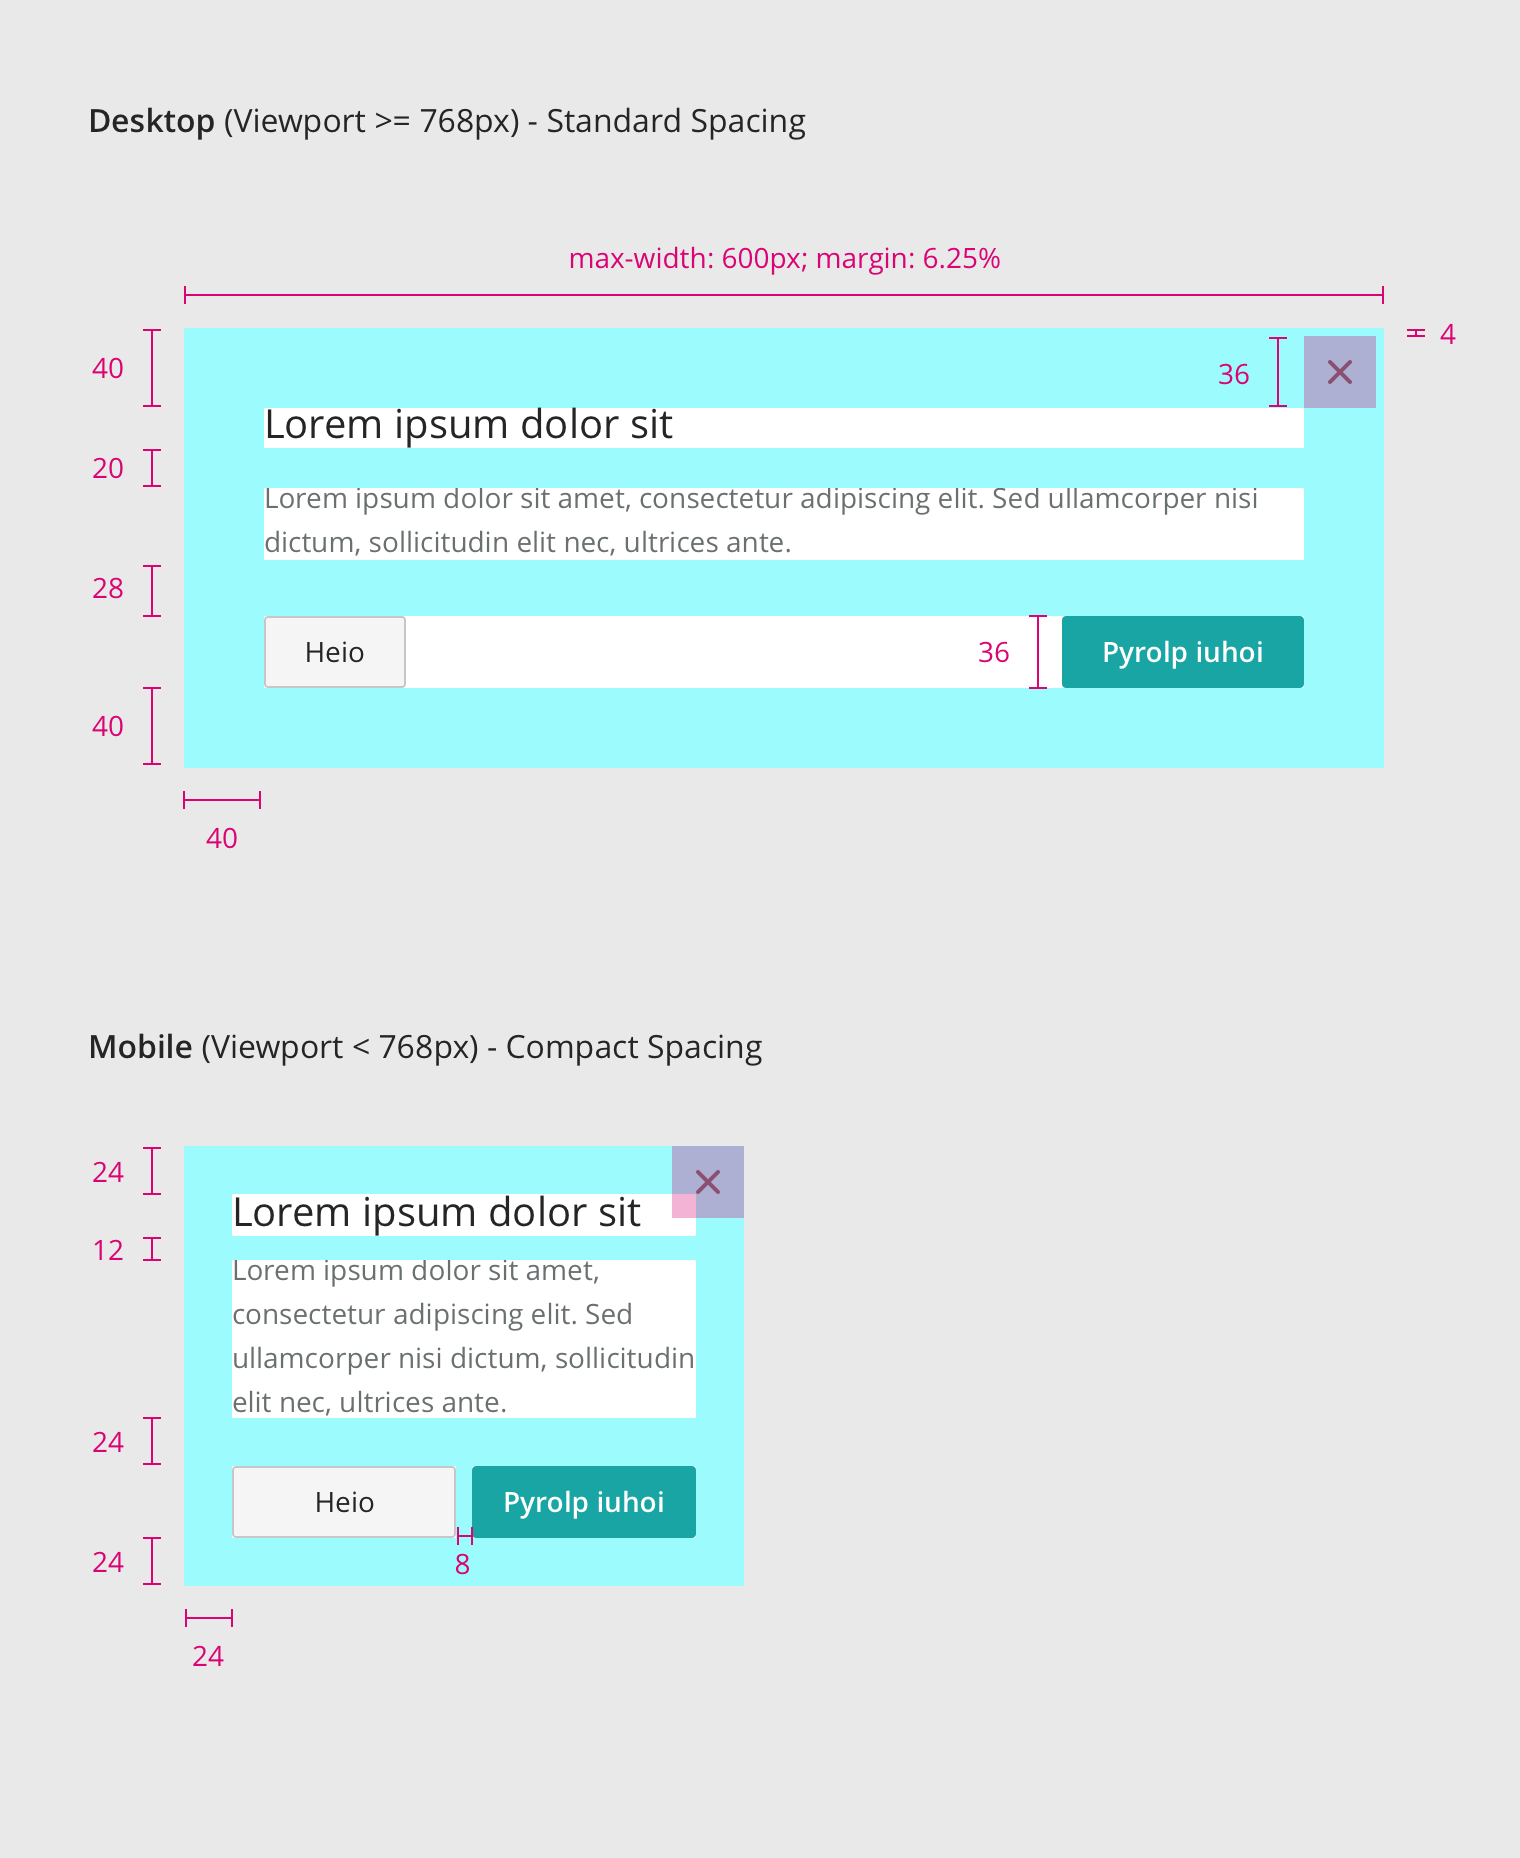 Desktop (Viewport >= 768px) - Standard Spacing
max-width: 600px; margin: 6.25%
4
40
36
Lorem ipsum dolor sit
20
Lorem ipsum dolor sit amet, consectetur adipiscing elit. Sed ullamcorper nisi
dictum, sollicitudin elit nec, ultrices ante.
28
Heio
36
Pyrolp iuhoi
40
40
Mobile (Viewport < 768px) - Compact Spacing
24
Lorem ipsum dolor sit
12
Lorem ipsum dolor sit amet,
consectetur adipiscing elit. Sed
ullamcorper nisi dictum, sollicitudin
elit nec, ultrices ante.
24
Heio
Pyrolp iuhoi
24
8
24